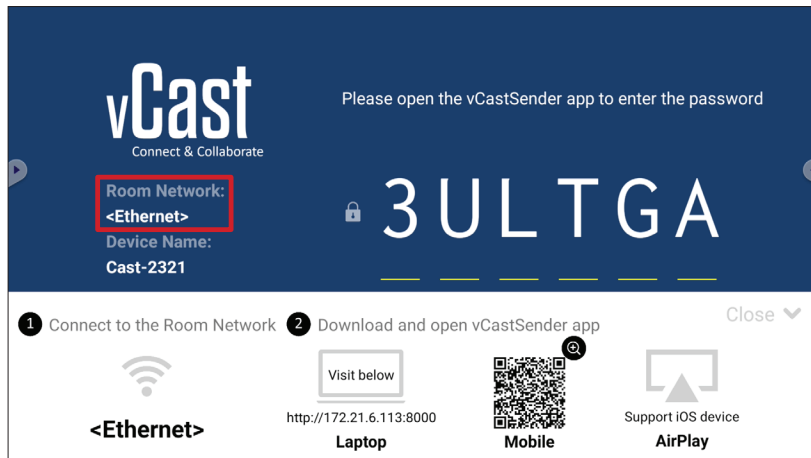 vCast
Connect & Collaborate
Please open the vCastSender app to enter the password
Room Network:
<Ethernet>
Device Name:
Cast-2321
3ULTGA
1 Connect to the Room Network
<Ethernet>
2 Download and open vCastSender app
Close
Visit below
http://172.21.6.113:8000
Laptop
Mobile
Support iOS device
AirPlay